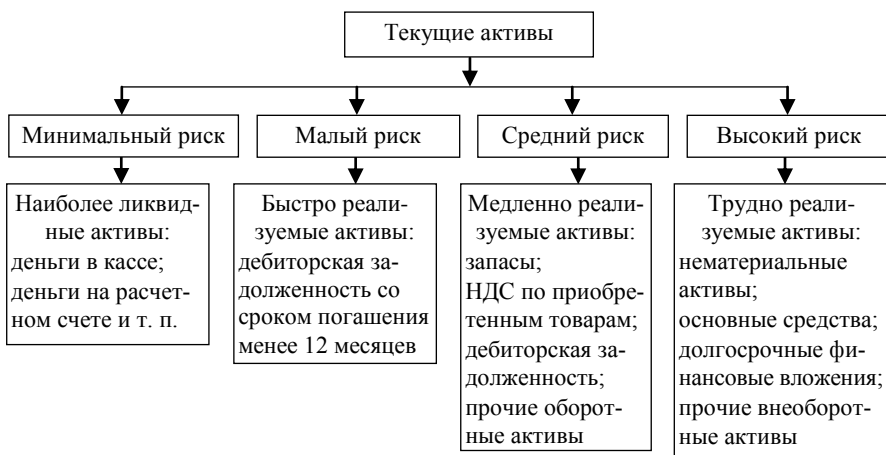 Текущие активы
Минимальный риск
Малый риск
Средний риск
Высокий риск
Наиболее ликвид-
ные активы:
деньги в кассе;
деньги на расчет-
ном счете и т. п.
Быстро реали-
зуемые активы:
дебиторская за-
долженность со
сроком погашения
менее 12 месяцев
Медленно реали-
зуемые активы:
запасы;
НДС по приобре-
тенным товарам;
дебиторская за-
долженность;
прочие оборот-
ные активы
Трудно реали-
зуемые активы:
нематериальные
активы;
основные средства;
долгосрочные фи-
нансовые вложения;
прочие внеоборот-
ные активы